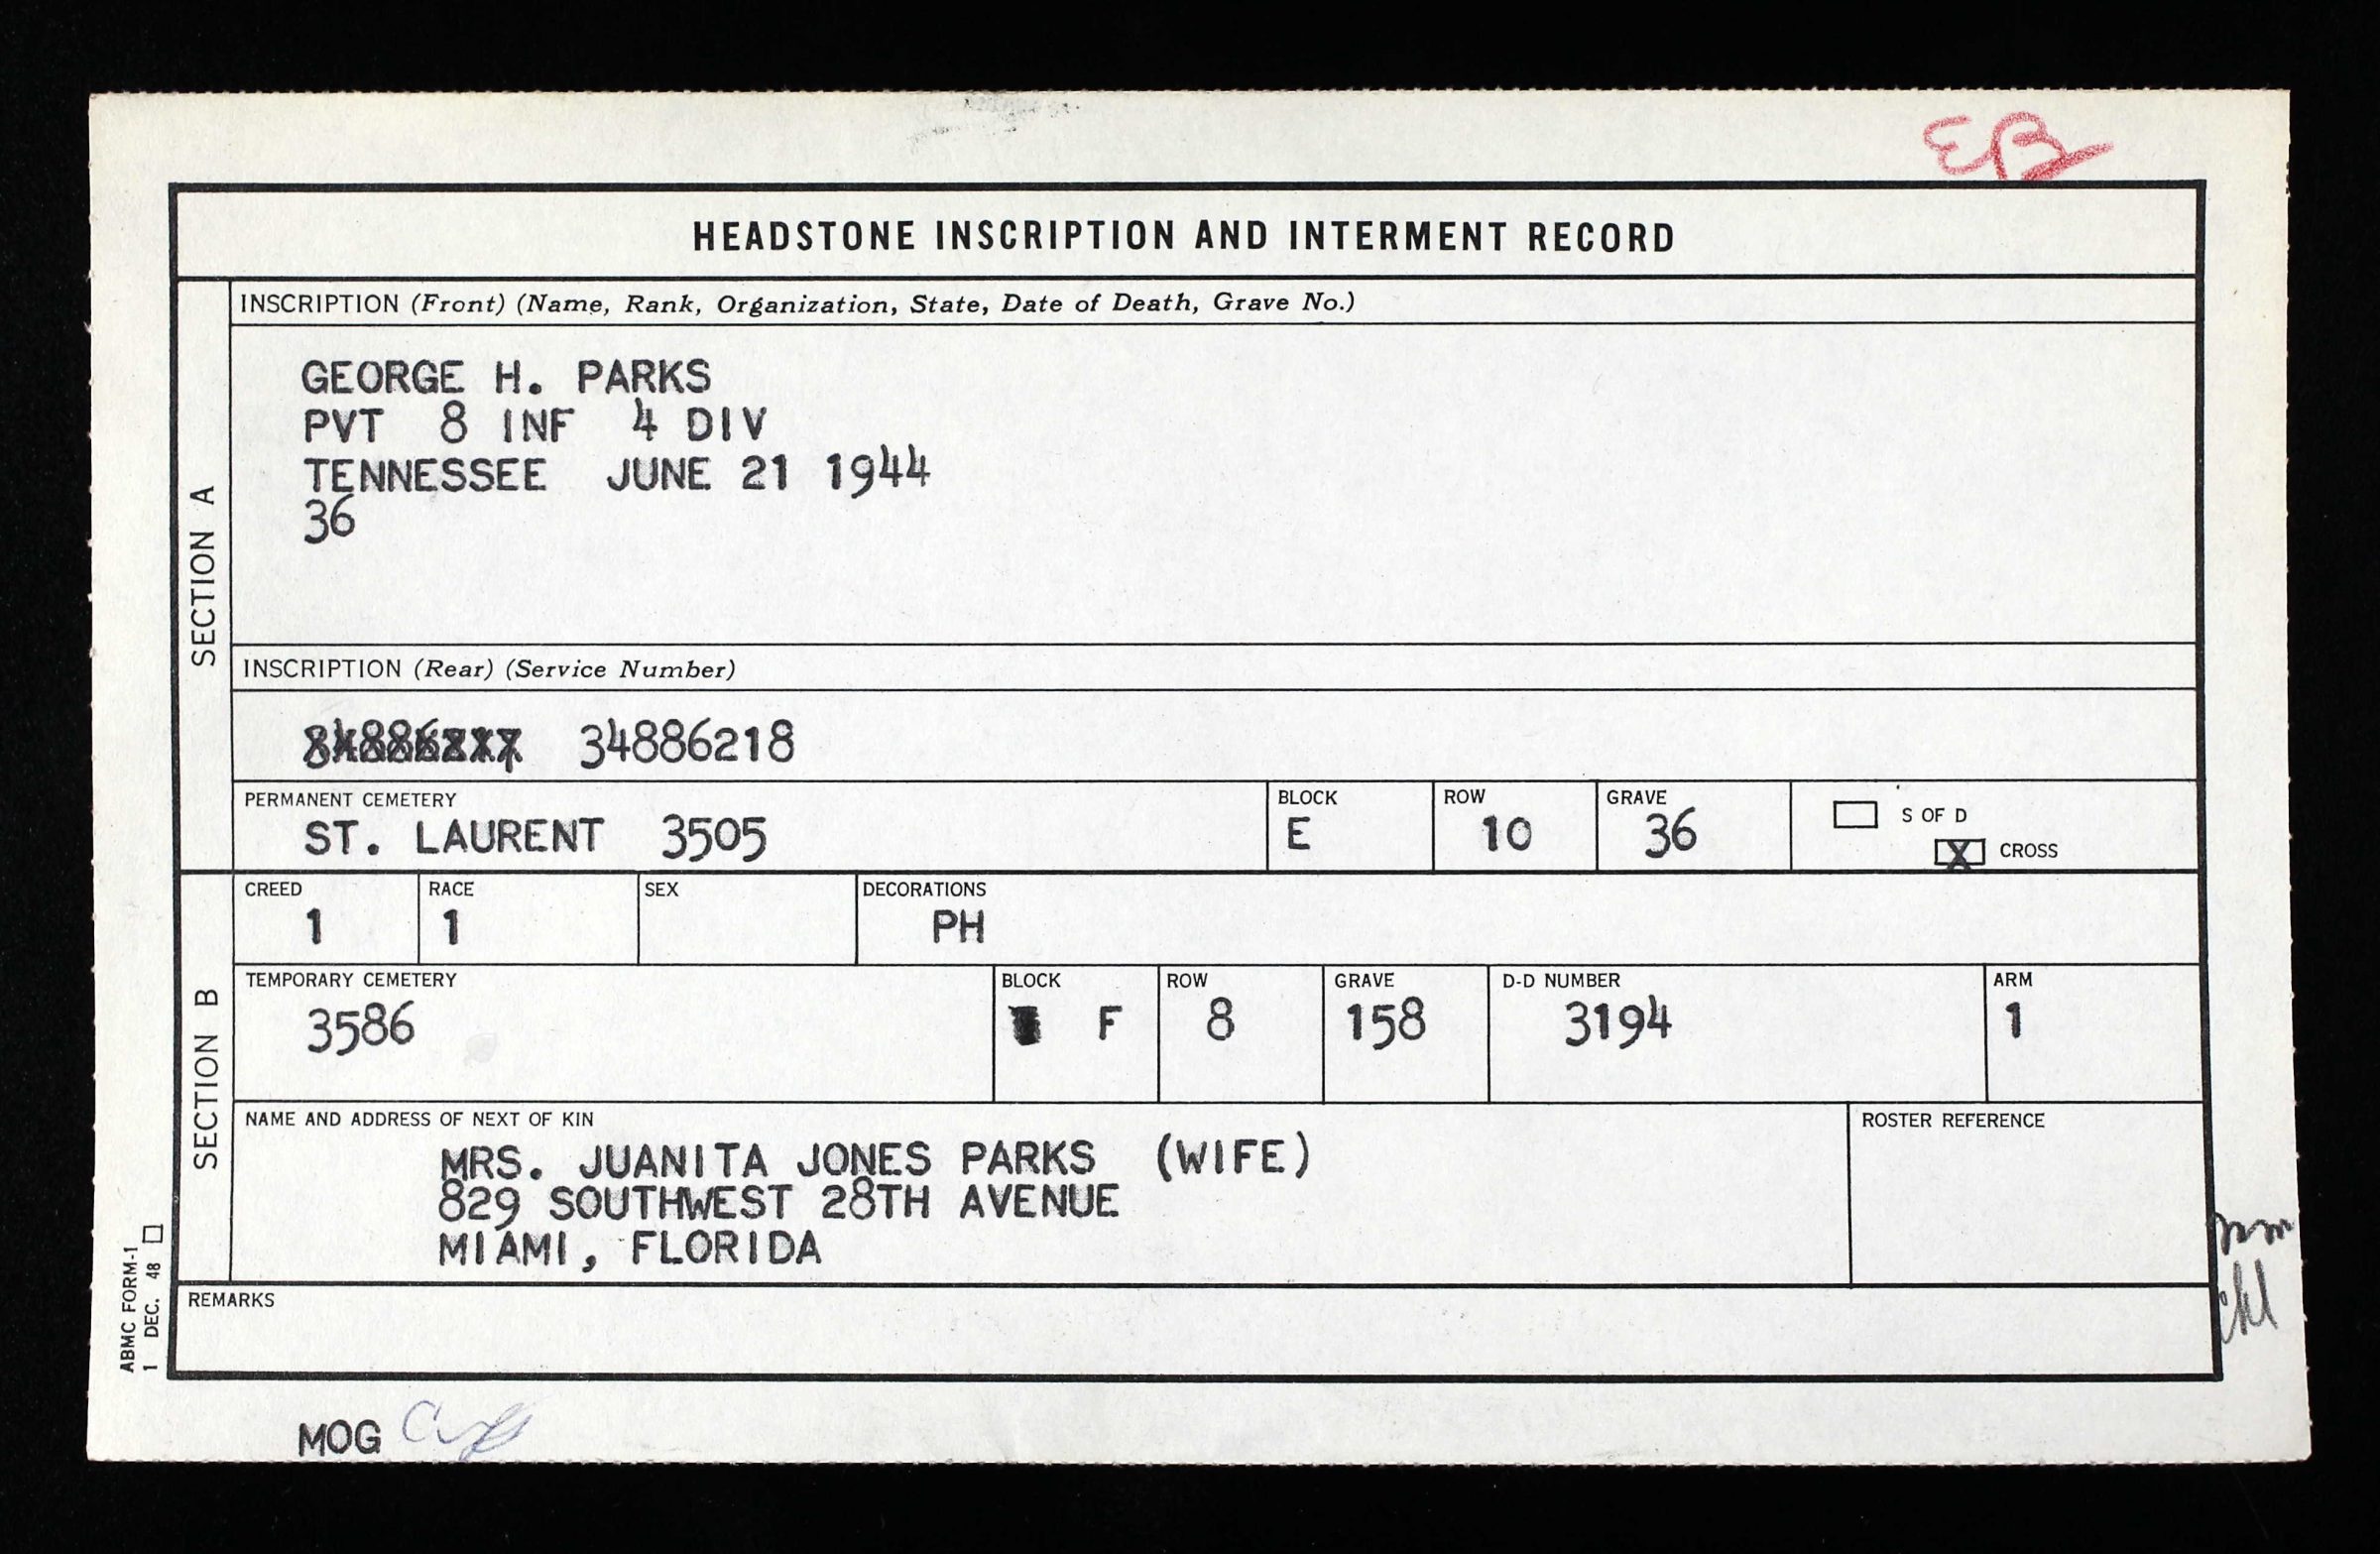 EB
HEADSTONE INSCRIPTION AND INTERMENT RECORD
SECTION A
INSCRIPTION (Front) (Name, Rank, Organization, State, Date of Death, Grave No.)
GEORGE H. PARKS
PVT 8 INF 4 DIV
TENNESSEE JUNE 21 1944
36
INSCRIPTION (Rear) (Service Number)
34886218
PERMANENT CEMETERY
ST. LAURENT 3505
BLOCK
E
ROW
10
GRAVE
36
S OF D
X CROSS
SECTION B
CREED
1
RACE
1
SEX
DECORATIONS
PH
TEMPORARY CEMETERY
3586
BLOCK
F
ROW
8
GRAVE
158
D-D NUMBER
3194
ARM
1
NAME AND ADDRESS OF NEXT OF KIN
MRS. JUANITA JONES PARKS (WIFE)
829 SOUTHWEST 28TH AVENUE
MIAMI, FLORIDA
ROSTER REFERENCE
REMARKS
ABMC FORM-1
1 DEC. 48
MOG